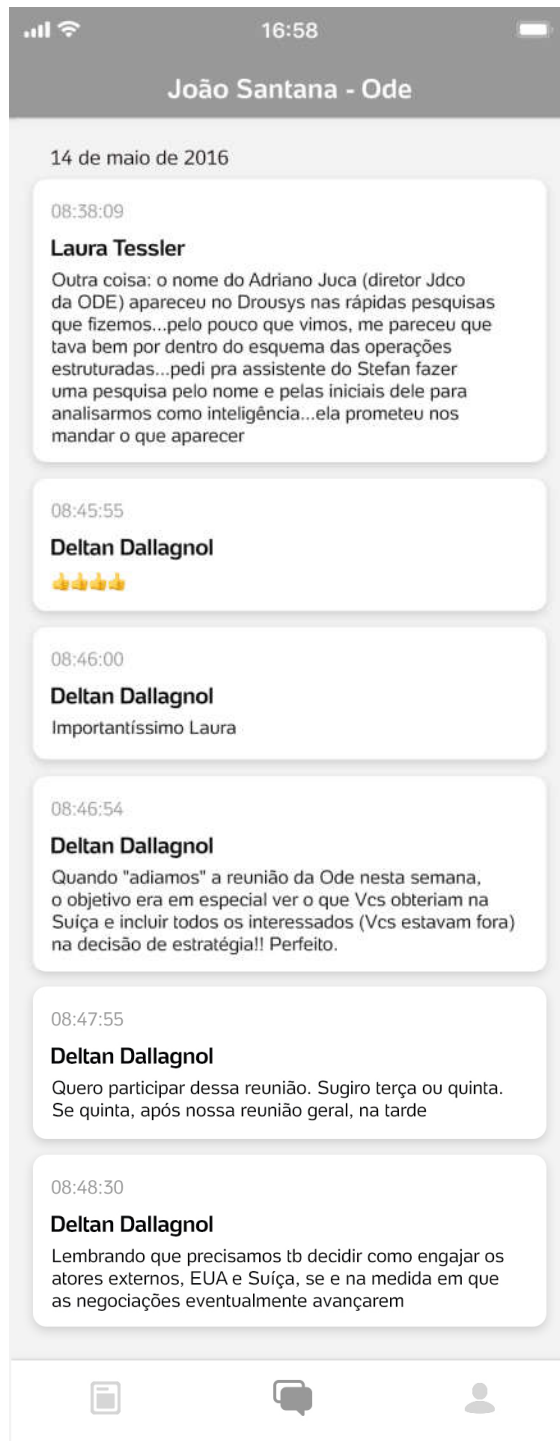 16:58
João Santana - Ode
14 de maio de 2016
08:38:09
Laura Tessler
Outra coisa: o nome do Adriano Juca (diretor Jdco
da ODE) apareceu no Drousys nas rápidas pesquisas
que fizemos...pelo pouco que vimos, me pareceu que
tava bem por dentro do esquema das operações
estruturadas...pedi pra assistente do Stefan fazer
uma pesquisa pelo nome e pelas iniciais dele para
analisarmos como inteligência...ela prometeu nos
mandar o que aparecer
08:45:55
Deltan Dallagnol
👍👍👍👍
08:46:00
Deltan Dallagnol
Importantíssimo Laura
08:46:54
Deltan Dallagnol
Quando "adiamos" a reunião da Ode nesta semana,
o objetivo era em especial ver o que Vcs obteriam na
Suíça e incluir todos os interessados (Vcs estavam fora)
na decisão de estratégia!! Perfeito.
08:47:55
Deltan Dallagnol
Quero participar dessa reunião. Sugiro terça ou quinta.
Se quinta, após nossa reunião geral, na tarde
08:48:30
Deltan Dallagnol
Lembrando que precisamos tb decidir como engajar os
atores externos, EUA e Suíça, se e na medida em que
as negociações eventualmente avançarem